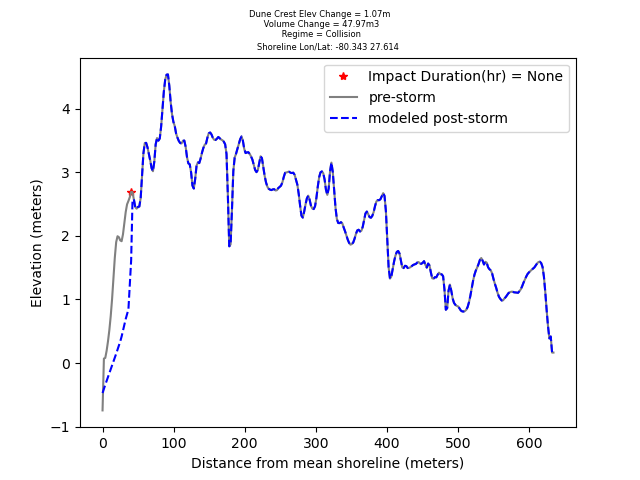 Dune Crest Elev Change = 1.07m
Volume Change = 47.97m3
Regime = Collision
Shoreline Lon/Lat: -80.343 27.614
Impact Duration(hr) = None
pre-storm
modeled post-storm
Elevation (meters)
4
3
2
1
0
−1
0 100 200 300 400 500 600
Distance from mean shoreline (meters)